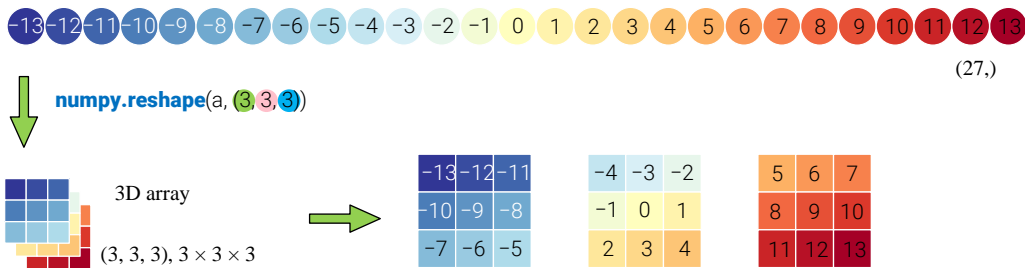 −13 −12 −11 −10 −9 −8 −7 −6 −5 −4 −3 −2 −1 0 1 2 3 4 5 6 7 8 9 10 11 12 13
(27,)
numpy.reshape(a, (3, 3, 3))
3D array
(3, 3, 3), 3 × 3 × 3
−13 −12 −11
−10 −9 −8
−7 −6 −5
−4 −3 −2
−1 0 1
2 3 4
5 6 7
8 9 10
11 12 13